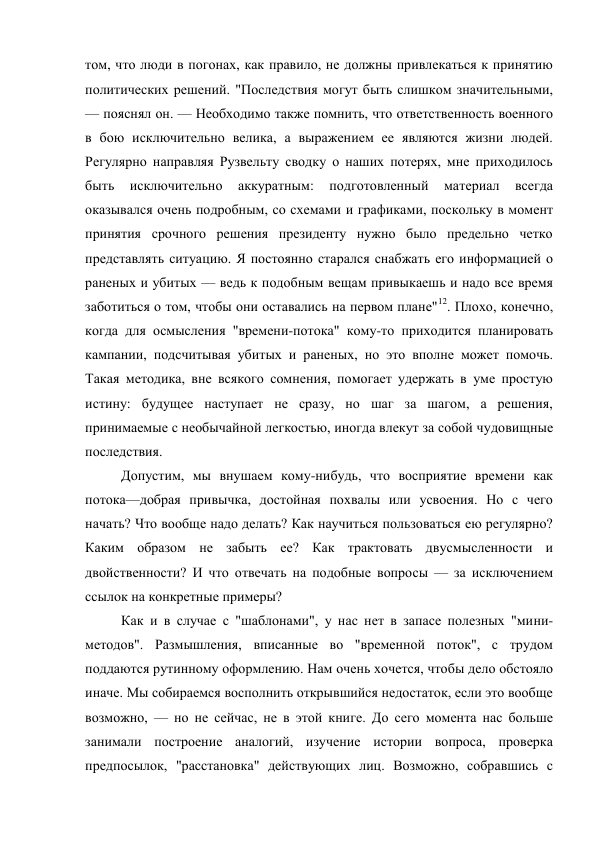 том, что люди в погонах, как правило, не должны привлекаться к принятию
политических решений. "Последствия могут быть слишком значительными,
— пояснял он. — Необходимо также помнить, что ответственность военного
в бою исключительно велика, а выражением ее являются жизни людей.
Регулярно направляя Рузвельту сводку о наших потерях, мне приходилось
быть исключительно аккуратным: подготовленный материал всегда
оказывался очень подробным, со схемами и графиками, поскольку в момент
принятия срочного решения президенту нужно было предельно четко
представлять ситуацию. Я постоянно старался снабжать его информацией о
раненых и убитых — ведь к подобным вещам привыкаешь и надо все время
заботиться о том, чтобы они оставались на первом плане"12. Плохо, конечно,
когда для осмысления "времени-потока" кому-то приходится планировать
кампании, подсчитывая убитых и раненых, но это вполне может помочь.
Такая методика, вне всякого сомнения, помогает удержать в уме простую
истину: будущее наступает не сразу, но шаг за шагом, а решения,
принимаемые с необычайной легкостью, иногда влекут за собой чудовищные
последствия.
Допустим, мы внушаем кому-нибудь, что восприятие времени как
потока—добрая привычка, достойная похвалы или усвоения. Но с чего
начать? Что вообще надо делать? Как научиться пользоваться ею регулярно?
Каким образом не забыть ее? Как трактовать двусмысленности и
двойственности? И что отвечать на подобные вопросы — за исключением
ссылок на конкретные примеры?
Как и в случае с "шаблонами", у нас нет в запасе полезных "мини-
методов". Размышления, вписанные во "временной поток", с трудом
поддаются рутинному оформлению. Нам очень хочется, чтобы дело обстояло
иначе. Мы собираемся восполнить открывшийся недостаток, если это вообще
возможно, — но не сейчас, не в этой книге. До сего момента нас больше
занимали построение аналогий, изучение истории вопроса, проверка
предпосылок, "расстановка" действующих лиц. Возможно, собравшись с